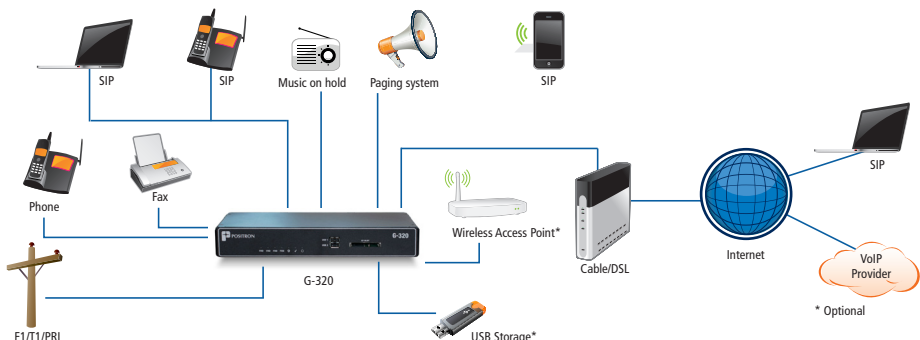 SIP
SIP
Music on hold
Paging system
SIP
Phone
Fax
POSITRON
G-320
G-320
Wireless Access Point*
Cable/DSL
Internet
SIP
VoIP
Provider
* Optional
E1/T1/PRI
USB Storage*